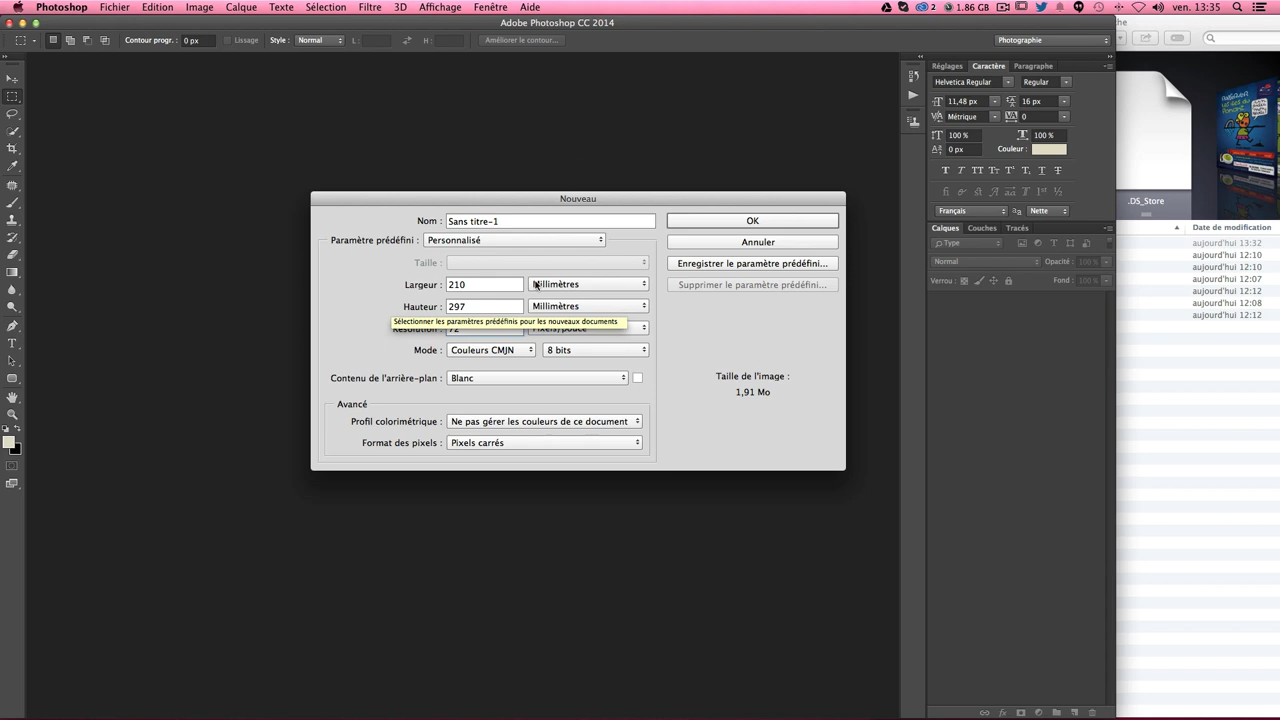 Photoshop Fichier Edition Image Calque Texte Sélection Filtre 3D Affichage Fenêtre Aide 2 1.86 GB ven. 13:35
Adobe Photoshop CC 2014
Contour progr. : 0 px Lissage Style : Normal L : H : Améliorer le contour... Photographie
Réglages Caractère Paragraphe
Helvetica Regular Regular
11,48 px 16 px
Métrique 0
100 % 100 %
0 px Couleur :
Français aa Nette
Calques Couches Tracés
Type
Normal Opacité : 100 %
Verrou : Fond : 100 %
Nouveau
Nom : Sans titre-1 OK
Paramètre prédéfini : Personnalisé Annuler
Taille : Enregistrer le paramètre prédéfini...
Largeur : 210 Millimètres Supprimer le paramètre prédéfini...
Hauteur : 297 Millimètres
Sélectionner les paramètres prédéfinis pour les nouveaux documents
Résolution : 72 Pixels/pouce
Mode : Couleurs CMJN 8 bits
Contenu de l'arrière-plan : Blanc
Taille de l'image :
1,91 Mo
Avancé
Profil colorimétrique : Ne pas gérer les couleurs de ce document
Format des pixels : Pixels carrés
.DS_Store
Date de modification
aujourd'hui 13:32
aujourd'hui 12:10
aujourd'hui 12:10
aujourd'hui 12:07
aujourd'hui 12:12
aujourd'hui 12:08
aujourd'hui 12:12